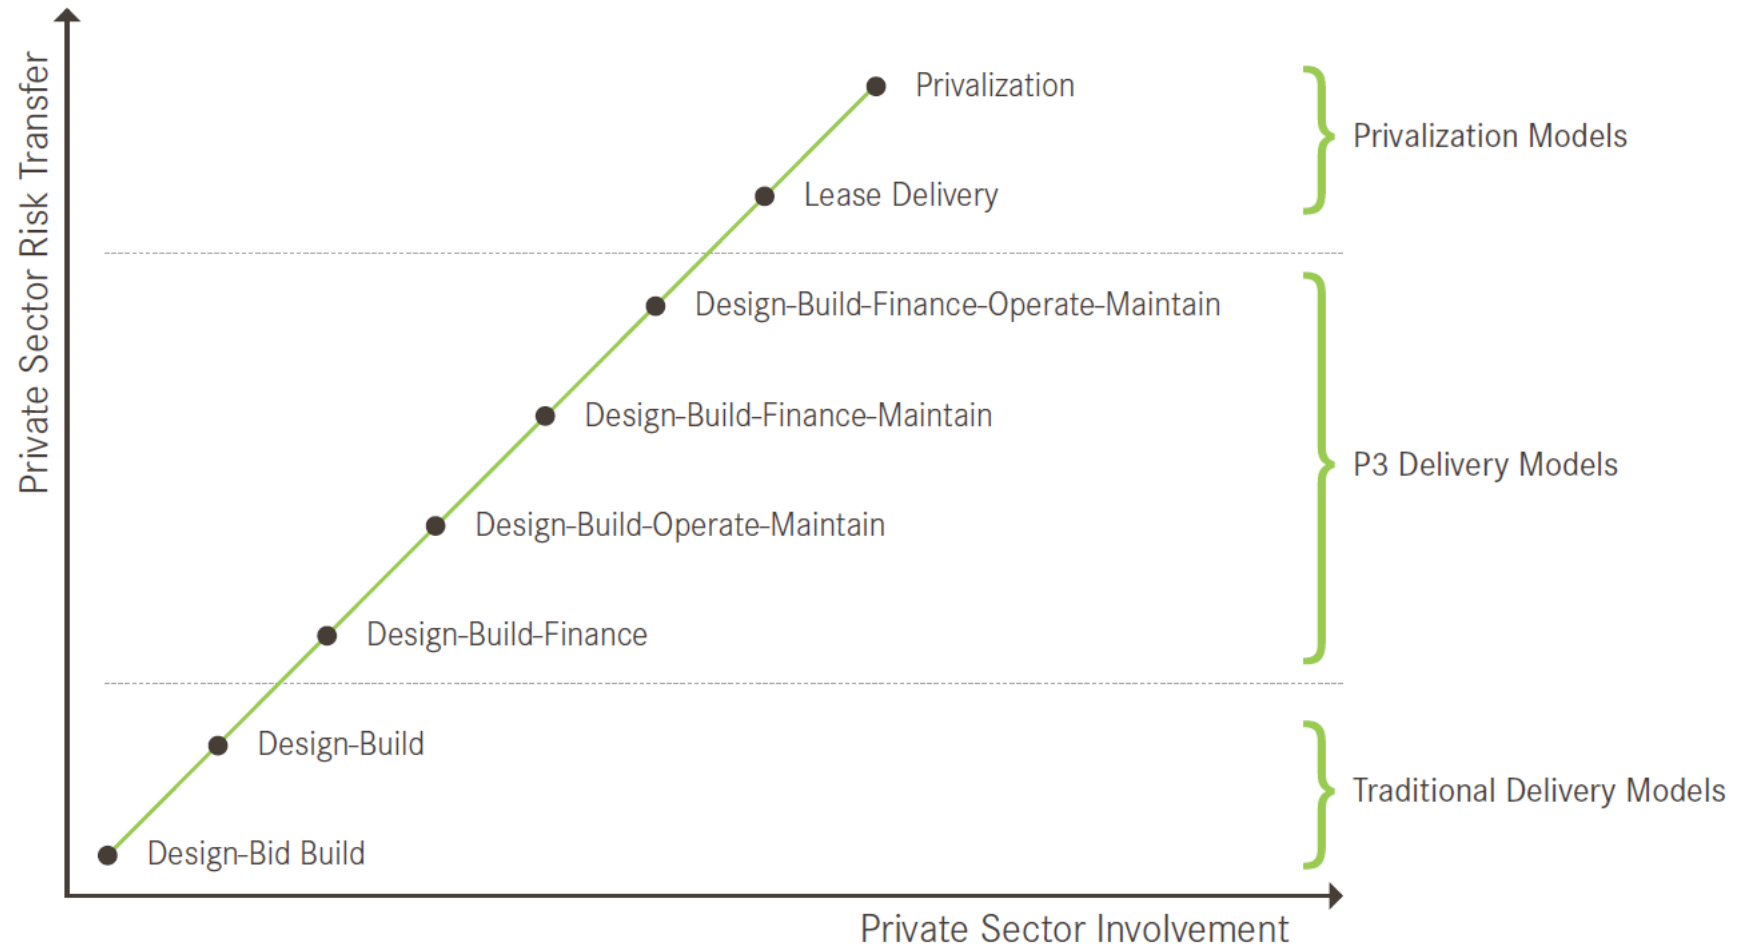 Private Sector Risk Transfer
Privalization
Privalization Models
Lease Delivery
Design-Build-Finance-Operate-Maintain
Design-Build-Finance-Maintain
P3 Delivery Models
Design-Build-Operate-Maintain
Design-Build-Finance
Design-Build
Traditional Delivery Models
Design-Bid Build
Private Sector Involvement